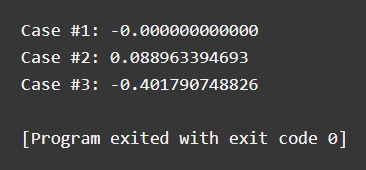 Case #1: -0.000000000000
Case #2: 0.088963394693
Case #3: -0.401790748826
[Program exited with exit code 0]